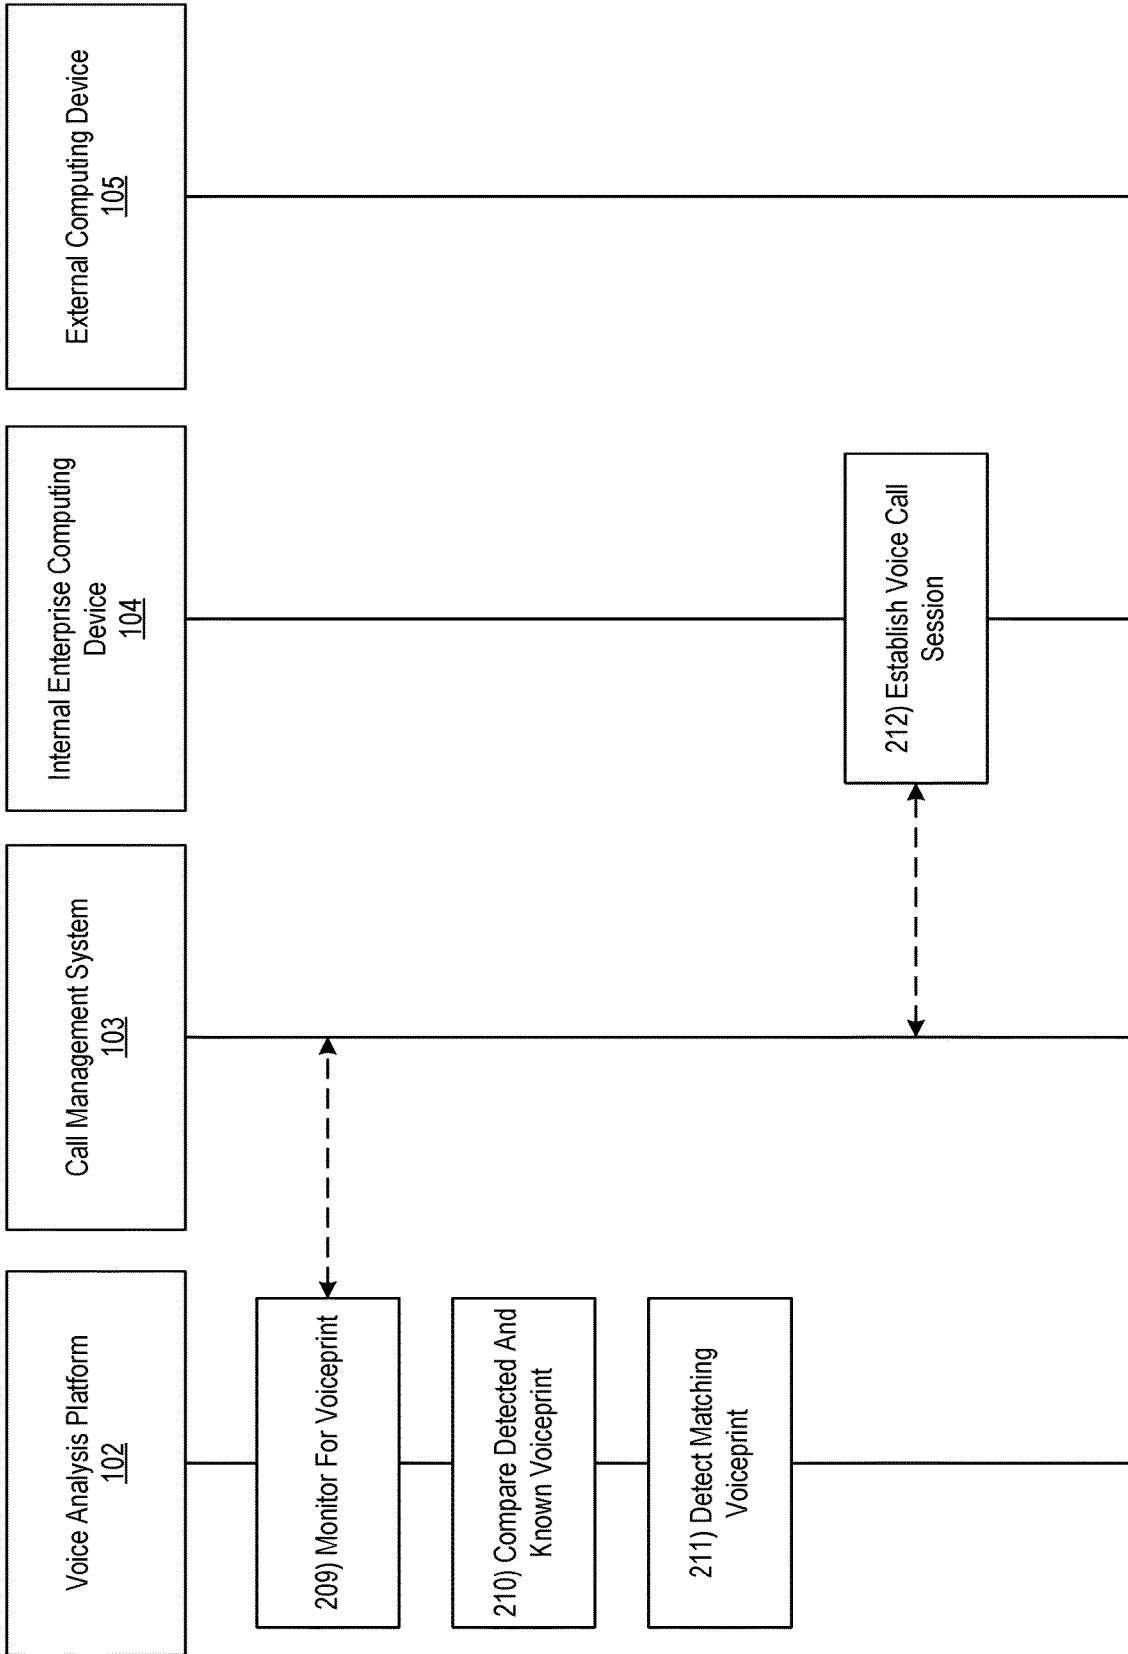 Voice Analysis Platform
102
Call Management System
103
Internal Enterprise Computing
Device
104
External Computing Device
105
209) Monitor For Voiceprint
210) Compare Detected And
Known Voiceprint
211) Detect Matching
Voiceprint
212) Establish Voice Call
Session